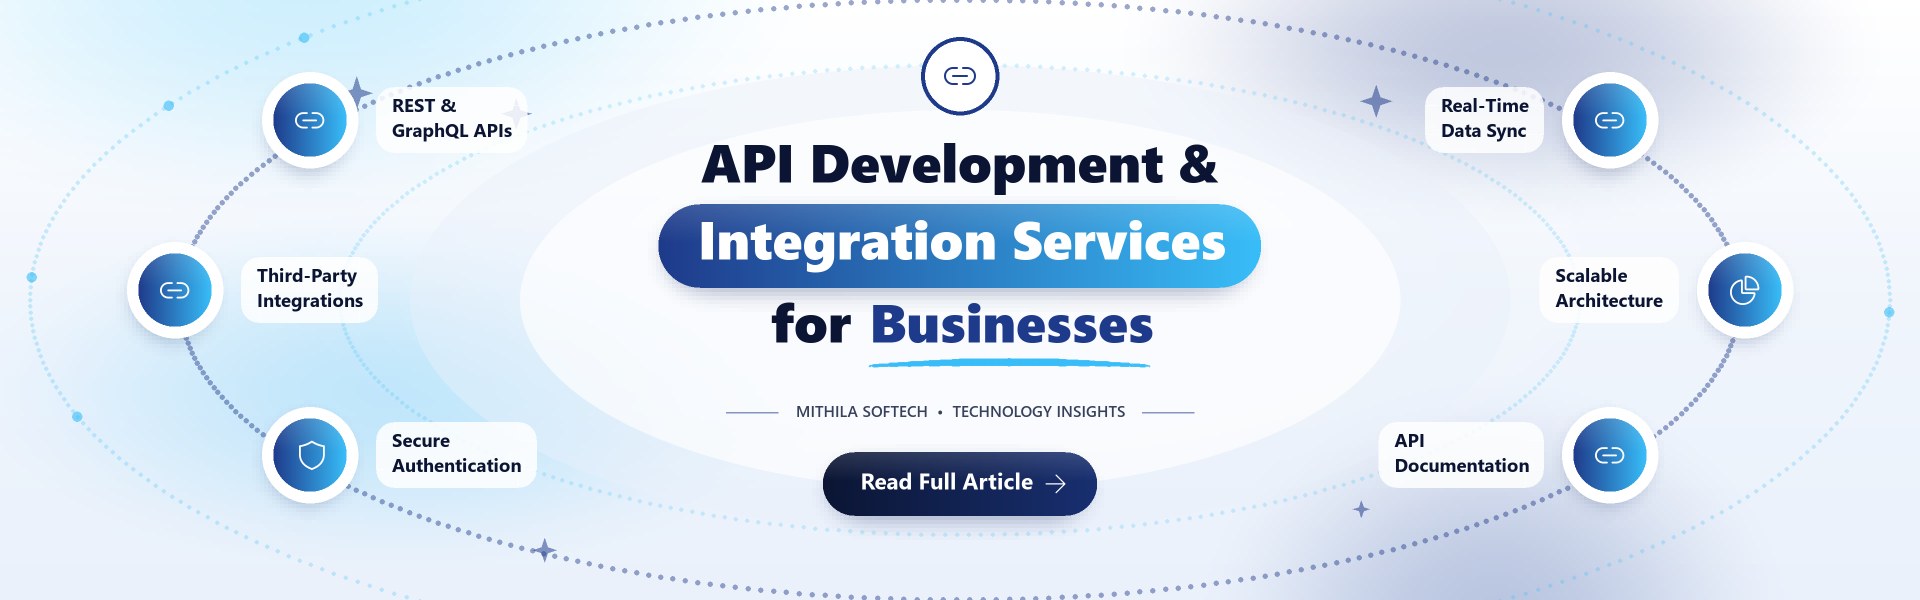 REST &
GraphQL APIs
Third-Party
Integrations
Secure
Authentication
API Development &
Integration Services
for Businesses
MITHILA SOFTECH • TECHNOLOGY INSIGHTS
Read Full Article →
Real-Time
Data Sync
Scalable
Architecture
API
Documentation